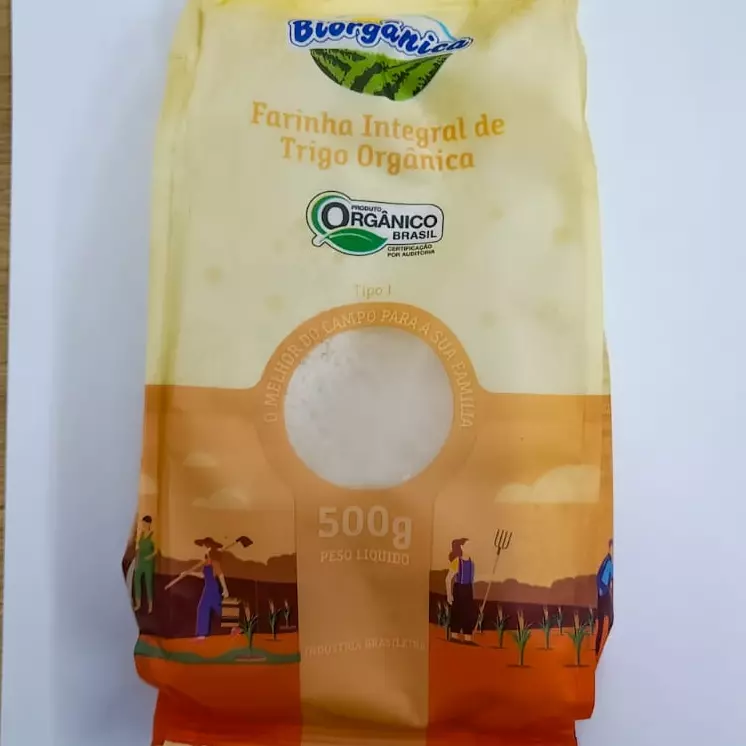 Biorgânica
Farinha Integral de
Trigo Orgânica
PRODUTO
ORGÂNICO
BRASIL
CERTIFICAÇÃO
POR AUDITORIA
Tipo 1
O MELHOR DO CAMPO PARA A SUA FAMÍLIA
500g
PESO LÍQUIDO
INDÚSTRIA BRASILEIRA